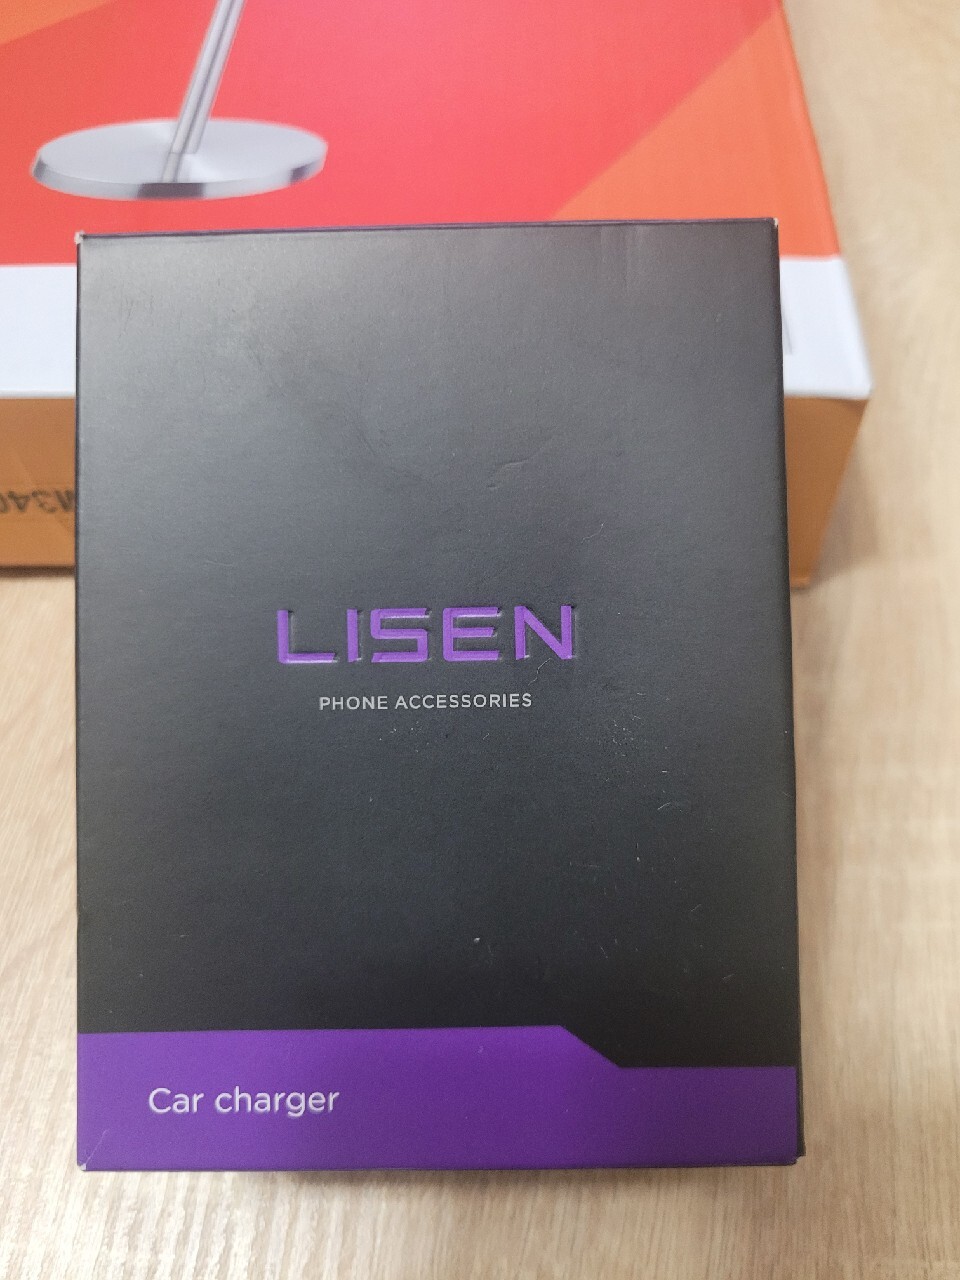 LISEN
PHONE ACCESSORIES
Car charger